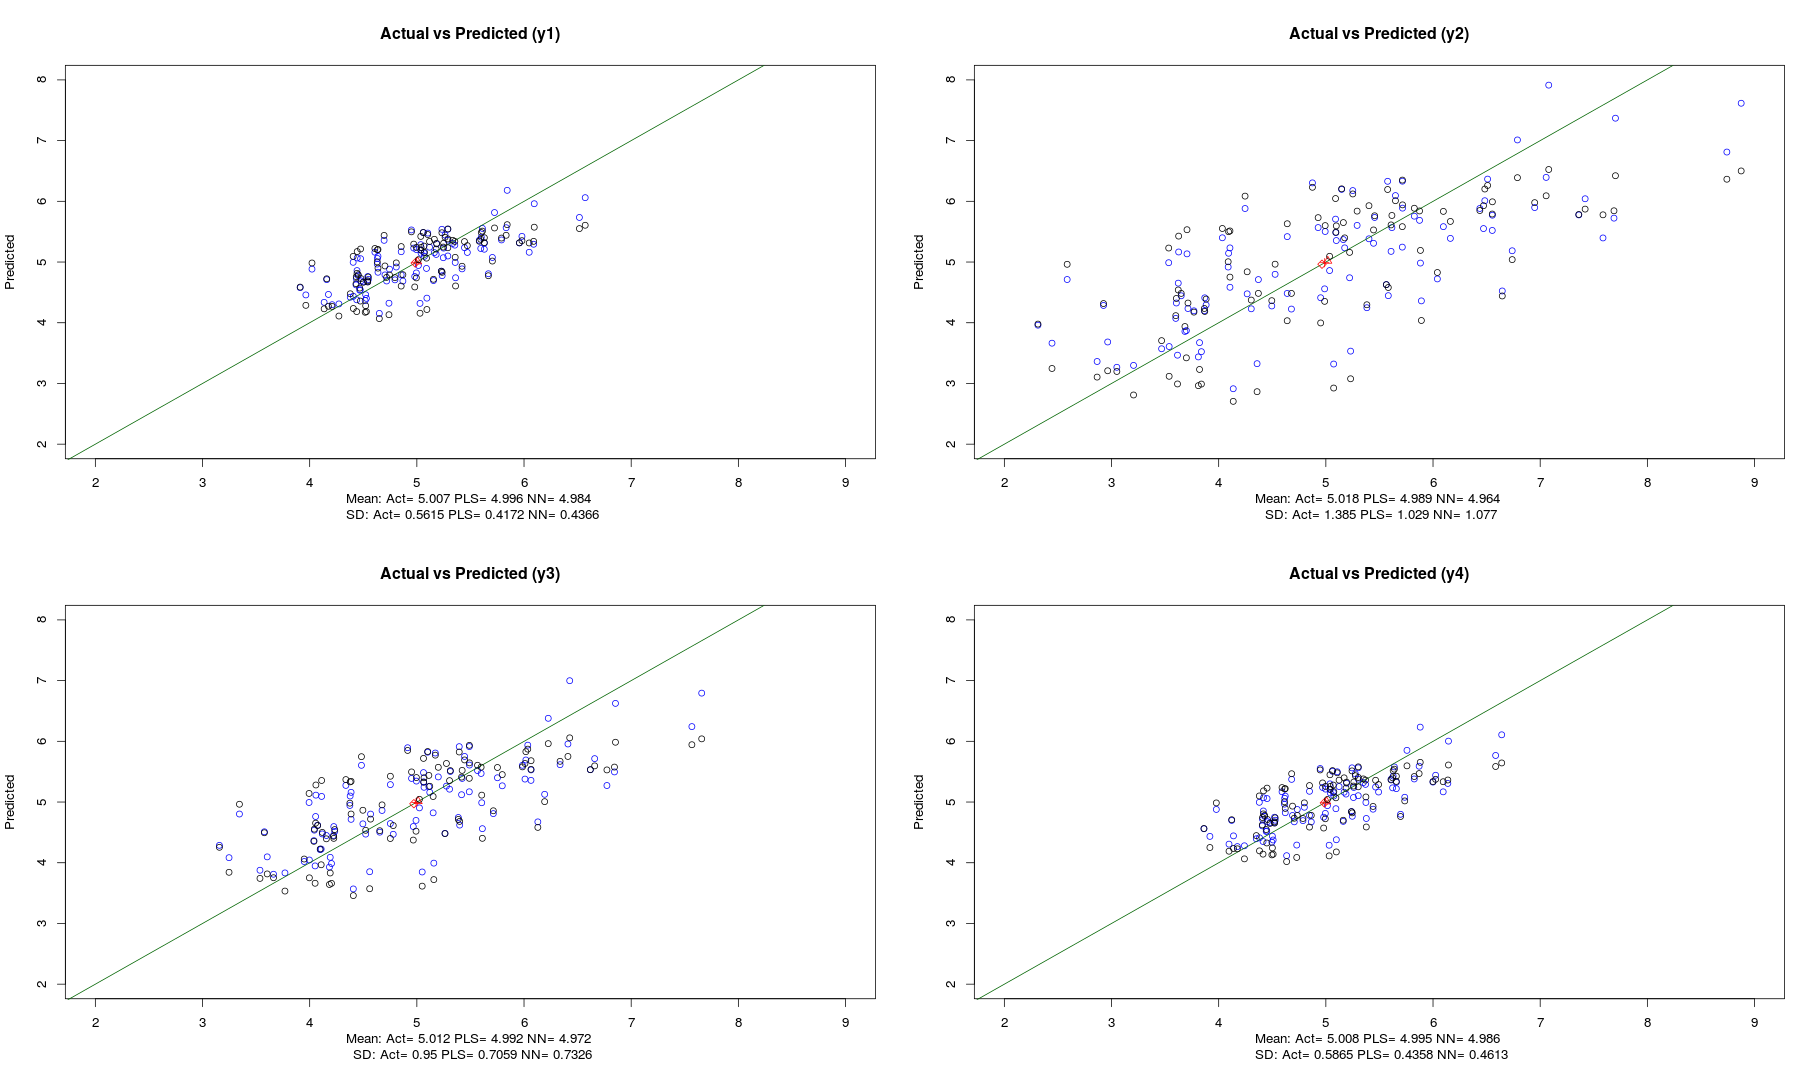 Actual vs Predicted (y1)
Predicted
8
7
6
5
4
3
2
2 3 4 5 6 7 8 9
Mean: Act= 5.007 PLS= 4.996 NN= 4.984
SD: Act= 0.5615 PLS= 0.4172 NN= 0.4366
Actual vs Predicted (y2)
Predicted
8
7
6
5
4
3
2
2 3 4 5 6 7 8 9
Mean: Act= 5.018 PLS= 4.989 NN= 4.964
SD: Act= 1.385 PLS= 1.029 NN= 1.077
Actual vs Predicted (y3)
Predicted
8
7
6
5
4
3
2
2 3 4 5 6 7 8 9
Mean: Act= 5.012 PLS= 4.992 NN= 4.972
SD: Act= 0.95 PLS= 0.7059 NN= 0.7326
Actual vs Predicted (y4)
Predicted
8
7
6
5
4
3
2
2 3 4 5 6 7 8 9
Mean: Act= 5.008 PLS= 4.995 NN= 4.986
SD: Act= 0.5865 PLS= 0.4358 NN= 0.4613